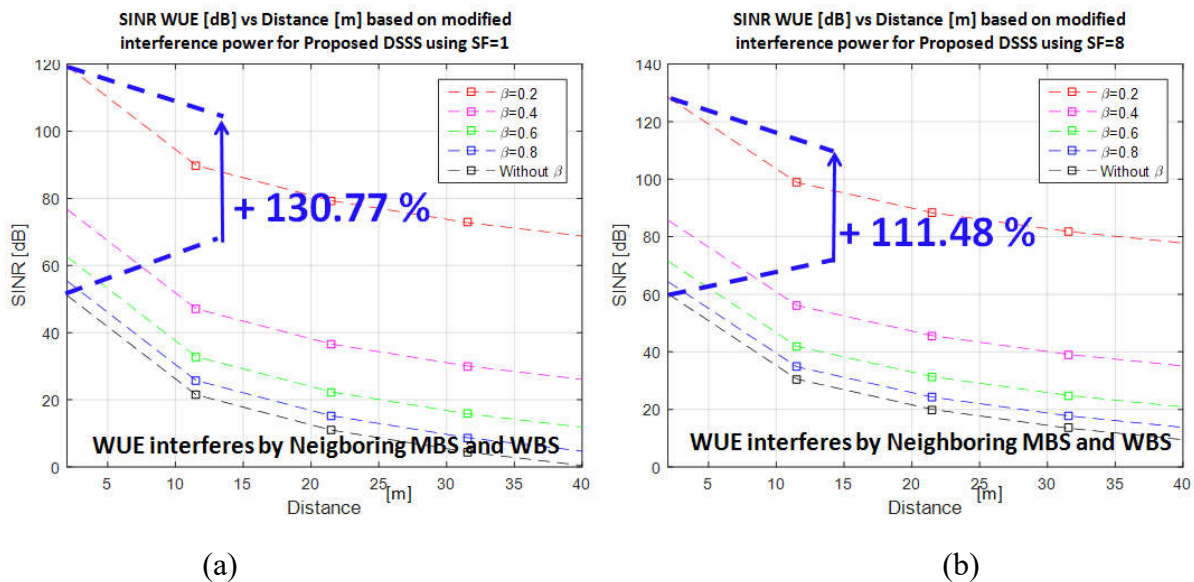 SINR WUE [dB] vs Distance [m] based on modified
interference power for Proposed DSSS using SF=1
120
100
80
60
40
20
0
SINR [dB]
β=0.2
β=0.4
β=0.6
β=0.8
Without β
+ 130.77 %
WUE interferes by Neigboring MBS and WBS
5 10 15 20 25 30 35 40
[m]
Distance
(a)
SINR WUE [dB] vs Distance [m] based on modified
interference power for Proposed DSSS using SF=8
140
120
100
80
60
40
20
0
SINR [dB]
β=0.2
β=0.4
β=0.6
β=0.8
Without β
+ 111.48 %
WUE interferes by Neighboring MBS and WBS
5 10 15 20 25 30 35 40
[m]
Distance
(b)